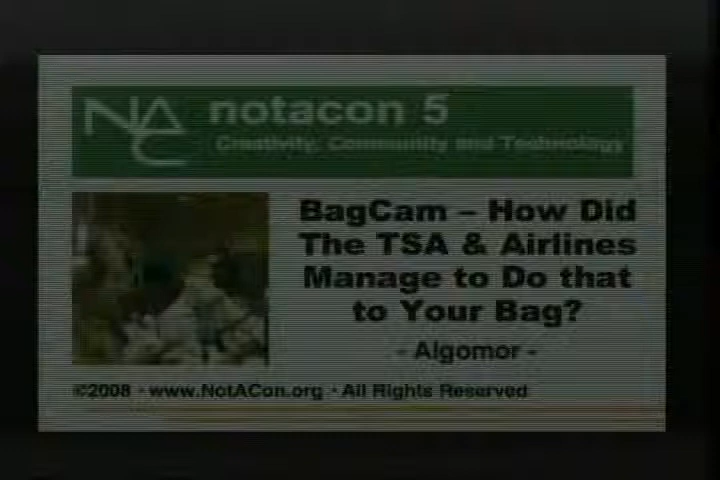 NAC notacon 5
Creativity, Community and Technology
BagCam – How Did
The TSA & Airlines
Manage to Do that
to Your Bag?
- Algomor -
©2008 - www.NotACon.org - All Rights Reserved